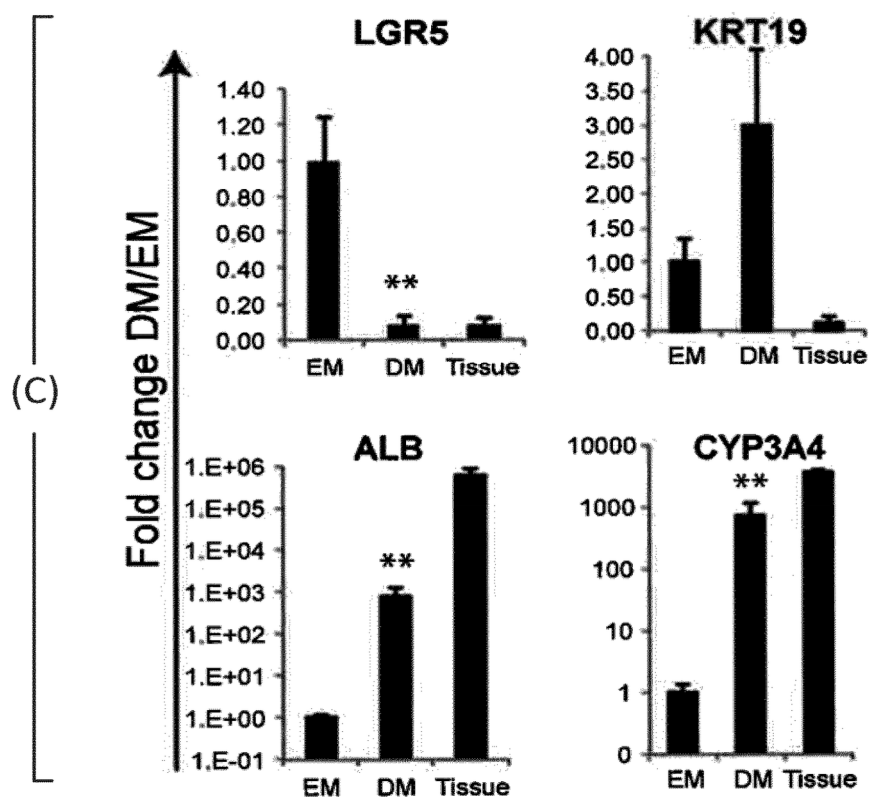 (C)
Fold change DM/EM
LGR5
1.40
1.20
1.00
0.80
0.60
0.40
0.20
0.00
**
EM DM Tissue
KRT19
4.00
3.50
3.00
2.50
2.00
1.50
1.00
0.50
0.00
EM DM Tissue
ALB
1.E+06
1.E+05
1.E+04
1.E+03
1.E+02
1.E+01
1.E+00
1.E-01
**
EM DM Tissue
CYP3A4
10000
1000
100
10
1
0
**
EM DM Tissue